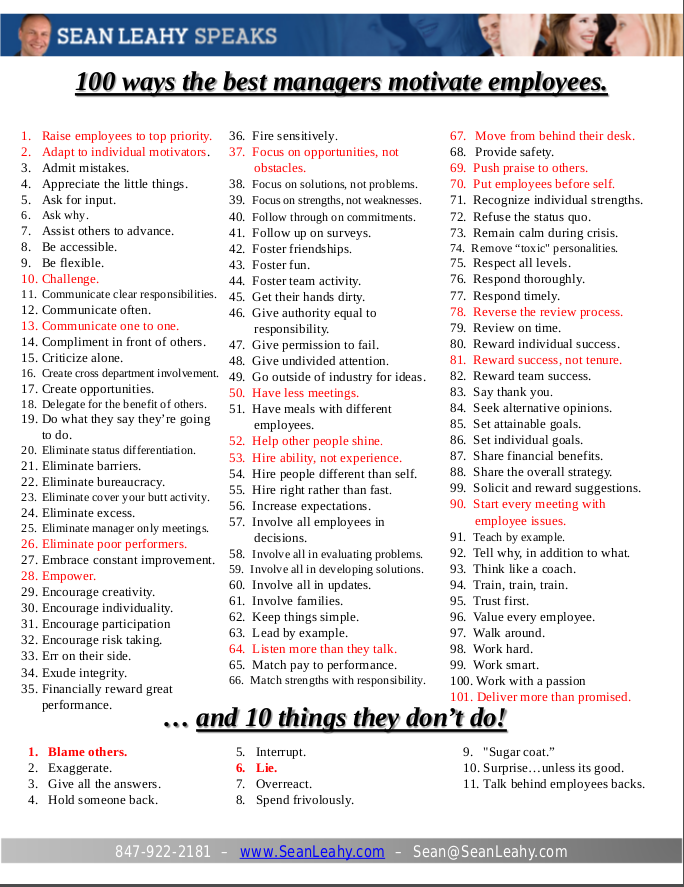 SEAN LEAHY SPEAKS
100 ways the best managers motivate employees.
1. Raise employees to top priority.
2. Adapt to individual motivators.
3. Admit mistakes.
4. Appreciate the little things.
5. Ask for input.
6. Ask why.
7. Assist others to advance.
8. Be accessible.
9. Be flexible.
10. Challenge.
11. Communicate clear responsibilities.
12. Communicate often.
13. Communicate one to one.
14. Compliment in front of others.
15. Criticize alone.
16. Create cross department involvement.
17. Create opportunities.
18. Delegate for the benefit of others.
19. Do what they say they’re going
to do.
20. Eliminate status differentiation.
21. Eliminate barriers.
22. Eliminate bureaucracy.
23. Eliminate cover your butt activity.
24. Eliminate excess.
25. Eliminate manager only meetings.
26. Eliminate poor performers.
27. Embrace constant improvement.
28. Empower.
29. Encourage creativity.
30. Encourage individuality.
31. Encourage participation
32. Encourage risk taking.
33. Err on their side.
34. Exude integrity.
35. Financially reward great
performance.
36. Fire sensitively.
37. Focus on opportunities, not
obstacles.
38. Focus on solutions, not problems.
39. Focus on strengths, not weaknesses.
40. Follow through on commitments.
41. Follow up on surveys.
42. Foster friendships.
43. Foster fun.
44. Foster team activity.
45. Get their hands dirty.
46. Give authority equal to
responsibility.
47. Give permission to fail.
48. Give undivided attention.
49. Go outside of industry for ideas.
50. Have less meetings.
51. Have meals with different
employees.
52. Help other people shine.
53. Hire ability, not experience.
54. Hire people different than self.
55. Hire right rather than fast.
56. Increase expectations.
57. Involve all employees in
decisions.
58. Involve all in evaluating problems.
59. Involve all in developing solutions.
60. Involve all in updates.
61. Involve families.
62. Keep things simple.
63. Lead by example.
64. Listen more than they talk.
65. Match pay to performance.
66. Match strengths with responsibility.
67. Move from behind their desk.
68. Provide safety.
69. Push praise to others.
70. Put employees before self.
71. Recognize individual strengths.
72. Refuse the status quo.
73. Remain calm during crisis.
74. Remove “toxic" personalities.
75. Respect all levels.
76. Respond thoroughly.
77. Respond timely.
78. Reverse the review process.
79. Review on time.
80. Reward individual success.
81. Reward success, not tenure.
82. Reward team success.
83. Say thank you.
84. Seek alternative opinions.
85. Set attainable goals.
86. Set individual goals.
87. Share financial benefits.
88. Share the overall strategy.
99. Solicit and reward suggestions.
90. Start every meeting with
employee issues.
91. Teach by example.
92. Tell why, in addition to what.
93. Think like a coach.
94. Train, train, train.
95. Trust first.
96. Value every employee.
97. Walk around.
98. Work hard.
99. Work smart.
100. Work with a passion
101. Deliver more than promised.
… and 10 things they don’t do!
1. Blame others.
2. Exaggerate.
3. Give all the answers.
4. Hold someone back.
5. Interrupt.
6. Lie.
7. Overreact.
8. Spend frivolously.
9. "Sugar coat.”
10. Surprise…unless its good.
11. Talk behind employees backs.
847-922-2181 – www.SeanLeahy.com – Sean@SeanLeahy.com